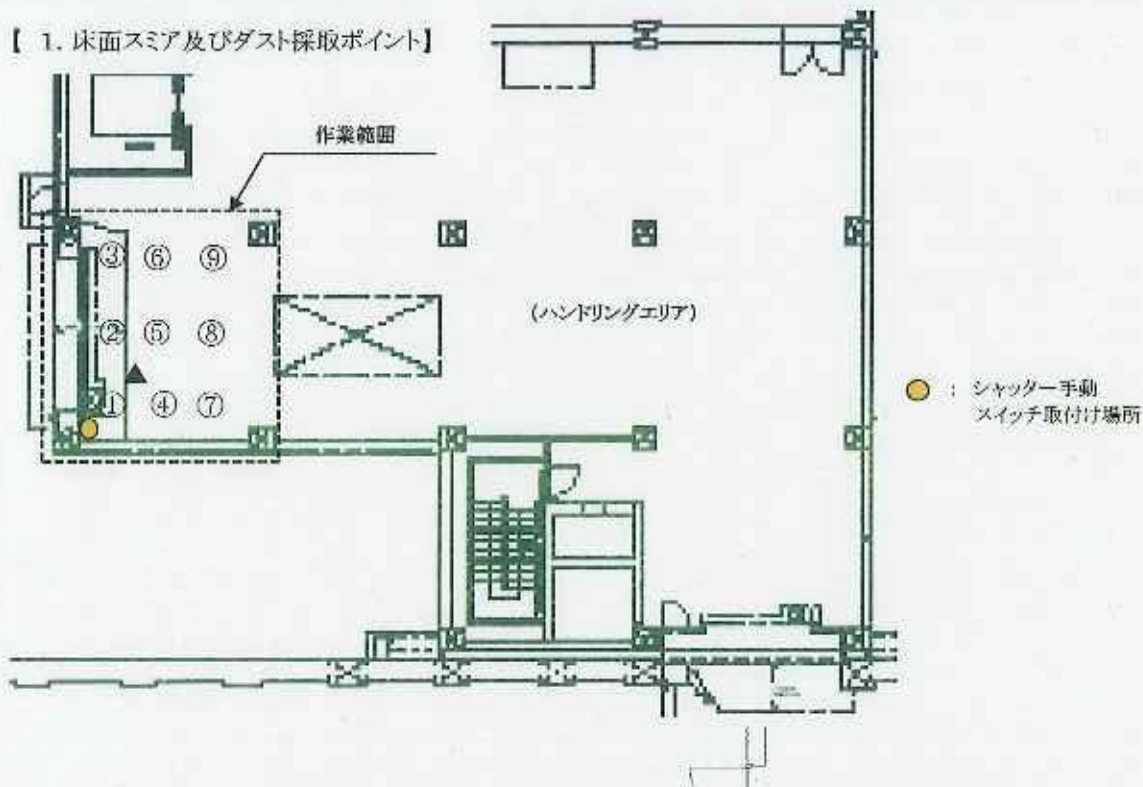 【 1. 床面スミア及びダスト採取ポイント】
作業範囲
③ ⑥ ⑨
② ⑤ ⑧
① ④ ⑦
(ハンドリングエリア)
: シャッター手動
スイッチ取付け場所